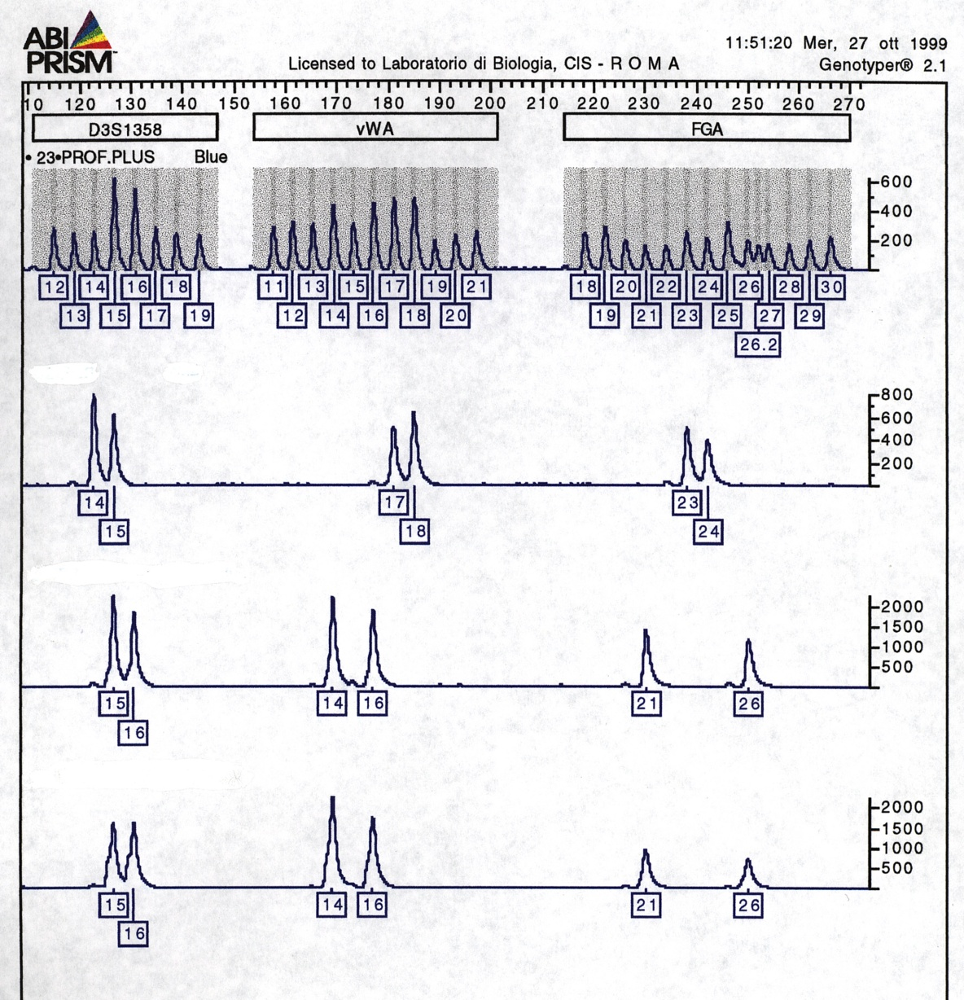 ABI
PRISM™
11:51:20 Mer, 27 ott 1999
Licensed to Laboratorio di Biologia, CIS - R O M A
Genotyper® 2.1
10 120 130 140 150 160 170 180 190 200 210 220 230 240 250 260 270
D3S1358 vWA FGA
• 23•PROF.PLUS Blue
600
400
200
12 14 16 18 11 13 15 17 19 21 18 20 22 24 26 28 30
13 15 17 19 12 14 16 18 20 19 21 23 25 27 29
26.2
800
600
400
200
14 17 23
15 18 24
2000
1500
1000
500
15 14 16 21 26
16
2000
1500
1000
500
15 14 16 21 26
16